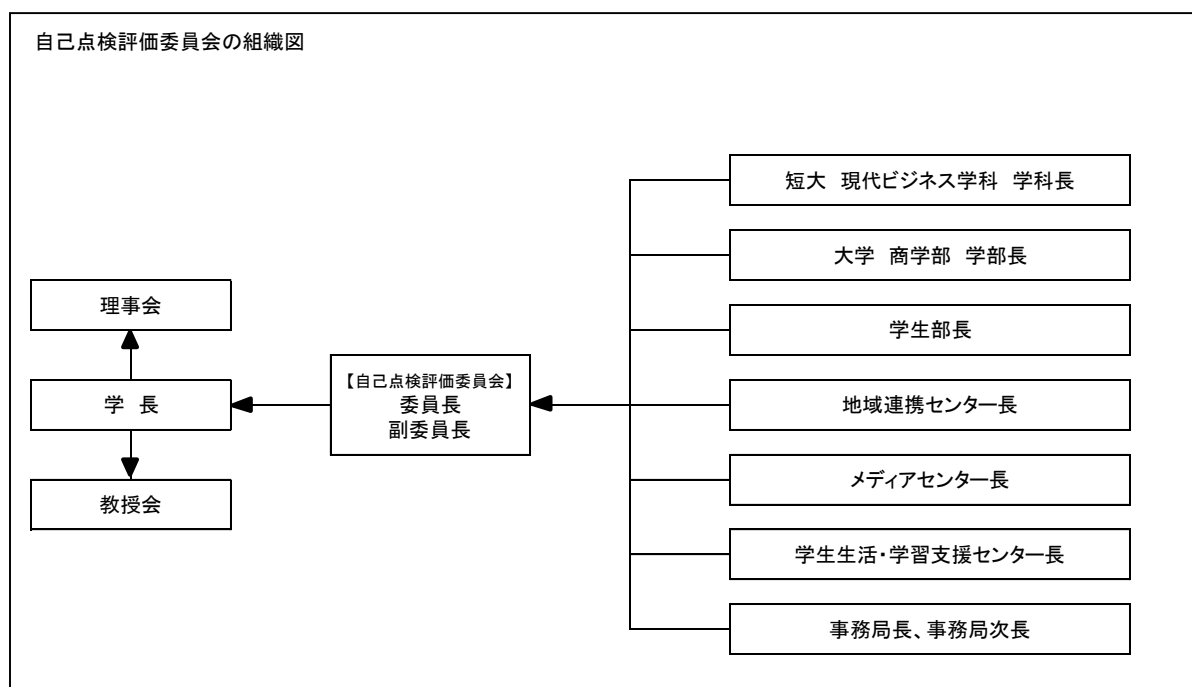 自己点検評価委員会の組織図
理事会
学　長
教授会
【自己点検評価委員会】
委員長
副委員長
短大　現代ビジネス学科　学科長
大学　商学部　学部長
学生部長
地域連携センター長
メディアセンター長
学生生活・学習支援センター長
事務局長、事務局次長